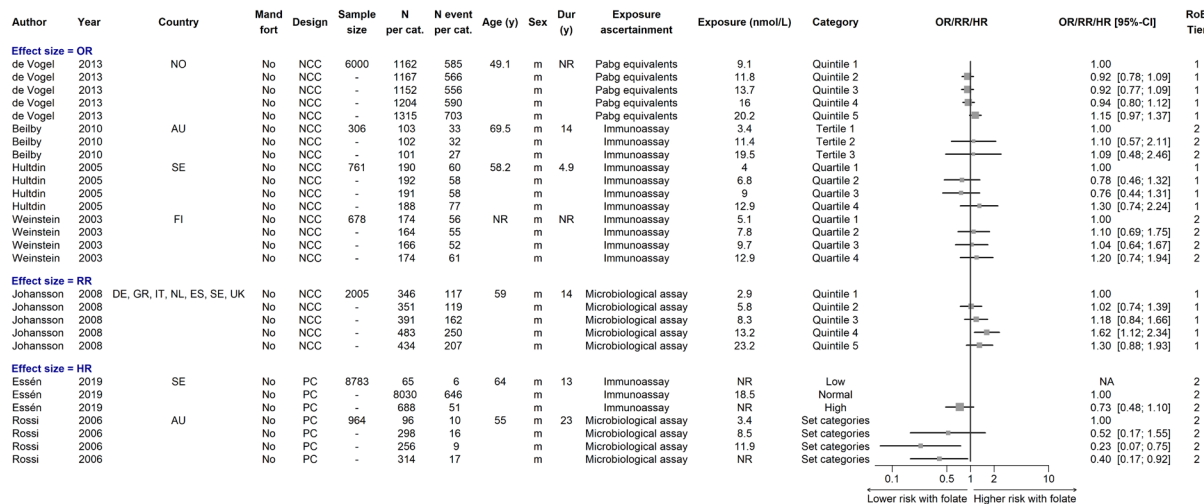 Author Year Country Mand fort Design Sample size N per cat. N event per cat. Age (y) Sex Dur (y) Exposure ascertainment Exposure (nmol/L) Category OR/RR/HR OR/RR/HR [95%-CI] RoB Tier
Effect size = OR
de Vogel 2013 NO No NCC 6000 1162 585 49.1 m NR Pabg equivalents 9.1 Quintile 1 1.00 1
de Vogel 2013 No NCC - 1167 566 m Pabg equivalents 11.8 Quintile 2 0.92 [0.78; 1.09] 1
de Vogel 2013 No NCC - 1152 556 m Pabg equivalents 13.7 Quintile 3 0.92 [0.77; 1.09] 1
de Vogel 2013 No NCC - 1204 590 m Pabg equivalents 16 Quintile 4 0.94 [0.80; 1.12] 1
de Vogel 2013 No NCC - 1315 703 m Pabg equivalents 20.2 Quintile 5 1.15 [0.97; 1.37] 1
Beilby 2010 AU No NCC 306 103 33 69.5 m 14 Immunoassay 3.4 Tertile 1 1.00 2
Beilby 2010 No NCC - 102 32 m Immunoassay 11.4 Tertile 2 1.10 [0.57; 2.11] 2
Beilby 2010 No NCC - 101 27 m Immunoassay 19.5 Tertile 3 1.09 [0.48; 2.46] 2
Hultdin 2005 SE No NCC 761 190 60 58.2 m 4.9 Immunoassay 4 Quartile 1 1.00 1
Hultdin 2005 No NCC - 192 58 m Immunoassay 6.8 Quartile 2 0.78 [0.46; 1.32] 1
Hultdin 2005 No NCC - 191 58 m Immunoassay 9 Quartile 3 0.76 [0.44; 1.31] 1
Hultdin 2005 No NCC - 188 77 m Immunoassay 12.9 Quartile 4 1.30 [0.74; 2.24] 1
Weinstein 2003 FI No NCC 678 174 56 NR m NR Immunoassay 5.1 Quartile 1 1.00 2
Weinstein 2003 No NCC - 164 55 m Immunoassay 7.8 Quartile 2 1.10 [0.69; 1.75] 2
Weinstein 2003 No NCC - 166 52 m Immunoassay 9.7 Quartile 3 1.04 [0.64; 1.67] 2
Weinstein 2003 No NCC - 174 61 m Immunoassay 12.9 Quartile 4 1.20 [0.74; 1.94] 2
Effect size = RR
Johansson 2008 DE, GR, IT, NL, ES, SE, UK No NCC 2005 346 117 59 m 14 Microbiological assay 2.9 Quintile 1 1.00 1
Johansson 2008 No NCC - 351 119 m Microbiological assay 5.8 Quintile 2 1.02 [0.74; 1.39] 1
Johansson 2008 No NCC - 391 162 m Microbiological assay 8.3 Quintile 3 1.18 [0.84; 1.66] 1
Johansson 2008 No NCC - 483 250 m Microbiological assay 13.2 Quintile 4 1.62 [1.12; 2.34] 1
Johansson 2008 No NCC - 434 207 m Microbiological assay 23.2 Quintile 5 1.30 [0.88; 1.93] 1
Effect size = HR
Essén 2019 SE No PC 8783 65 6 64 m 13 Immunoassay NR Low NA 2
Essén 2019 No PC - 8030 646 m Immunoassay 18.5 Normal 1.00 2
Essén 2019 No PC - 688 51 m Immunoassay NR High 0.73 [0.48; 1.10] 2
Rossi 2006 AU No PC 964 96 10 55 m 23 Microbiological assay 3.4 Set categories 1.00 2
Rossi 2006 No PC - 298 16 m Microbiological assay 8.5 Set categories 0.52 [0.17; 1.55] 2
Rossi 2006 No PC - 256 9 m Microbiological assay 11.9 Set categories 0.23 [0.07; 0.75] 2
Rossi 2006 No PC - 314 17 m Microbiological assay NR Set categories 0.40 [0.17; 0.92] 2
0.1 0.5 1 2 10
Lower risk with folate Higher risk with folate